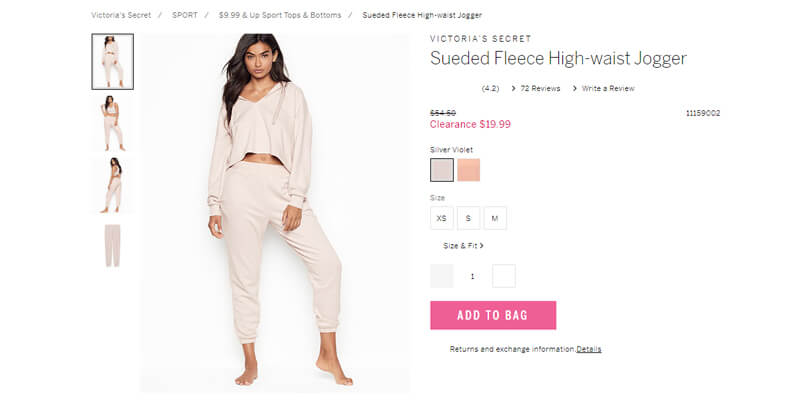 Victoria's Secret / SPORT / $9.99 & Up Sport Tops & Bottoms / Sueded Fleece High-waist Jogger
VICTORIA'S SECRET
Sueded Fleece High-waist Jogger
(4.2) > 72 Reviews > Write a Review
$54.50 11159002
Clearance $19.99
Silver Violet
Size
XS S M
Size & Fit >
1
ADD TO BAG
Returns and exchange information.Details